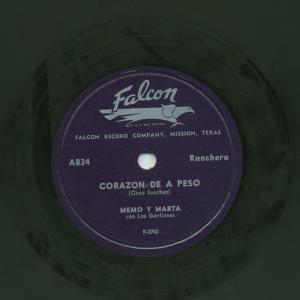 Falcon
FALCON RECORD COMPANY, MISSION, TEXAS
A834
Ranchera
CORAZON DE A PESO
(Cuco Sanchez)
MEMO Y MARTA
con Los Gavilanes